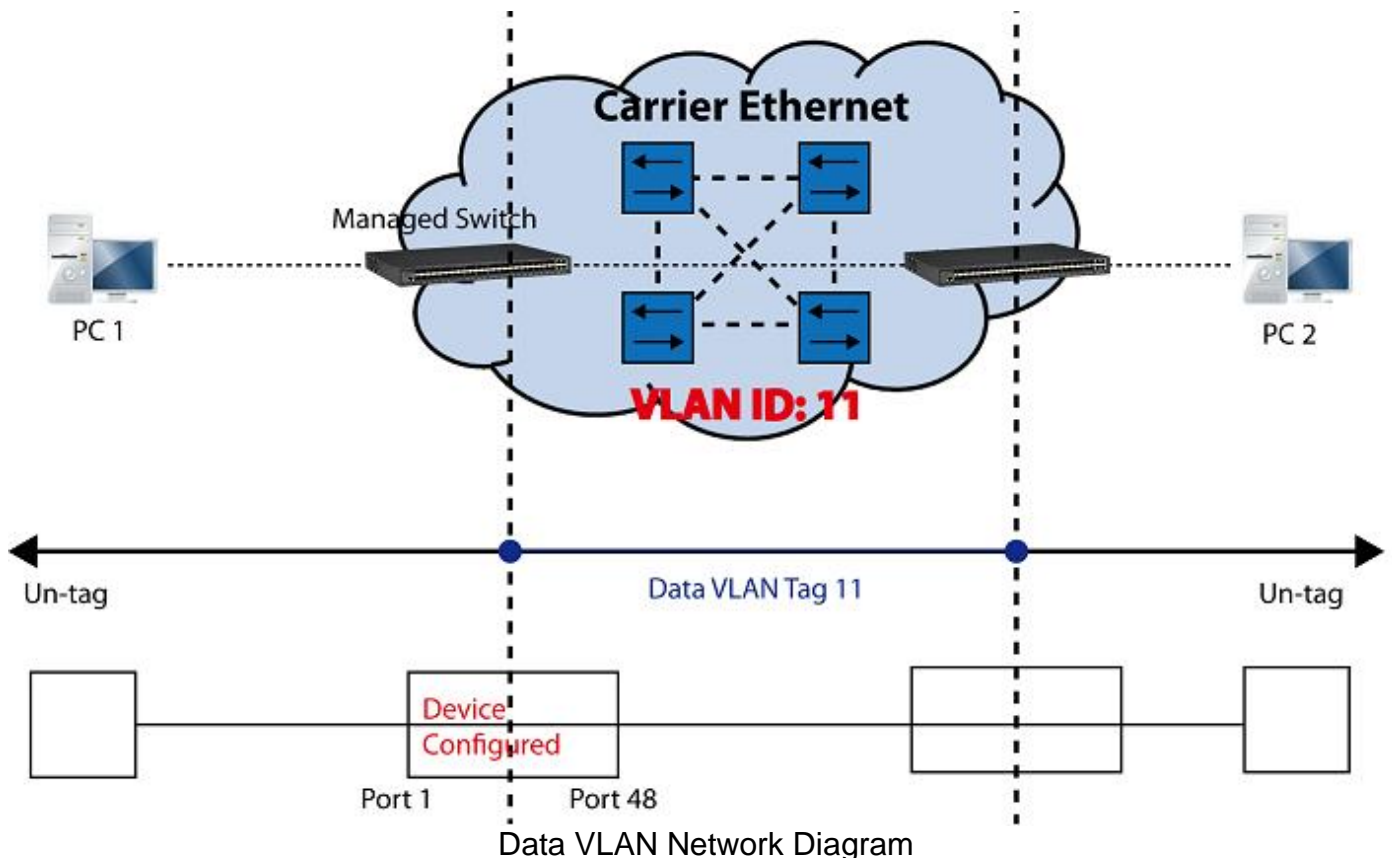 Carrier Ethernet
Managed Switch
PC 1
PC 2
VLAN ID: 11
Un-tag
Data VLAN Tag 11
Un-tag
Device
Configured
Port 1
Port 48
Data VLAN Network Diagram